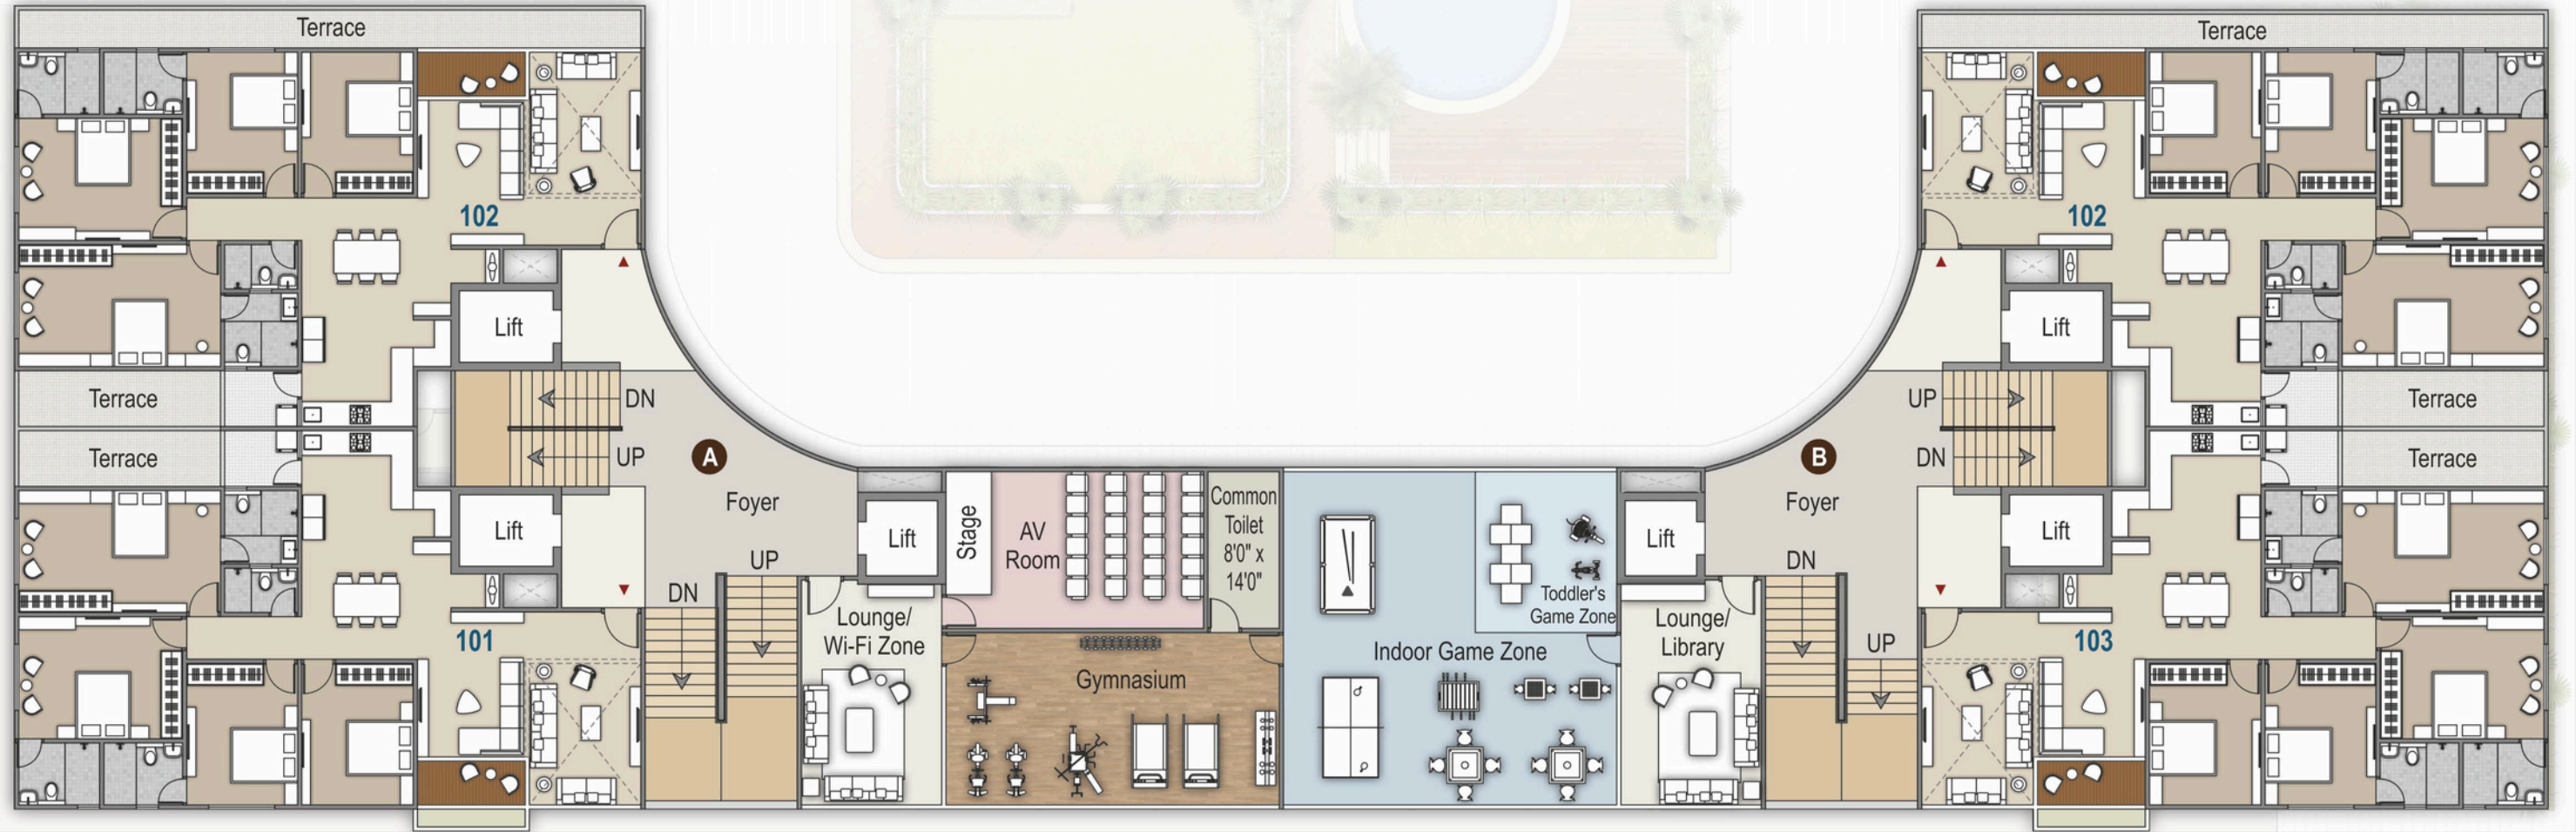 Terrace
Terrace
102
102
Lift
Lift
Terrace
DN
UP
Terrace
Terrace
UP
A
B
DN
Terrace
Foyer
Foyer
Lift
Lift
Stage
AV
Room
Common
Toilet
8'0" x
14'0"
Lift
Lift
UP
DN
DN
UP
Toddler's
Game Zone
Lounge/
Wi-Fi Zone
Lounge/
Library
101
103
Indoor Game Zone
Gymnasium